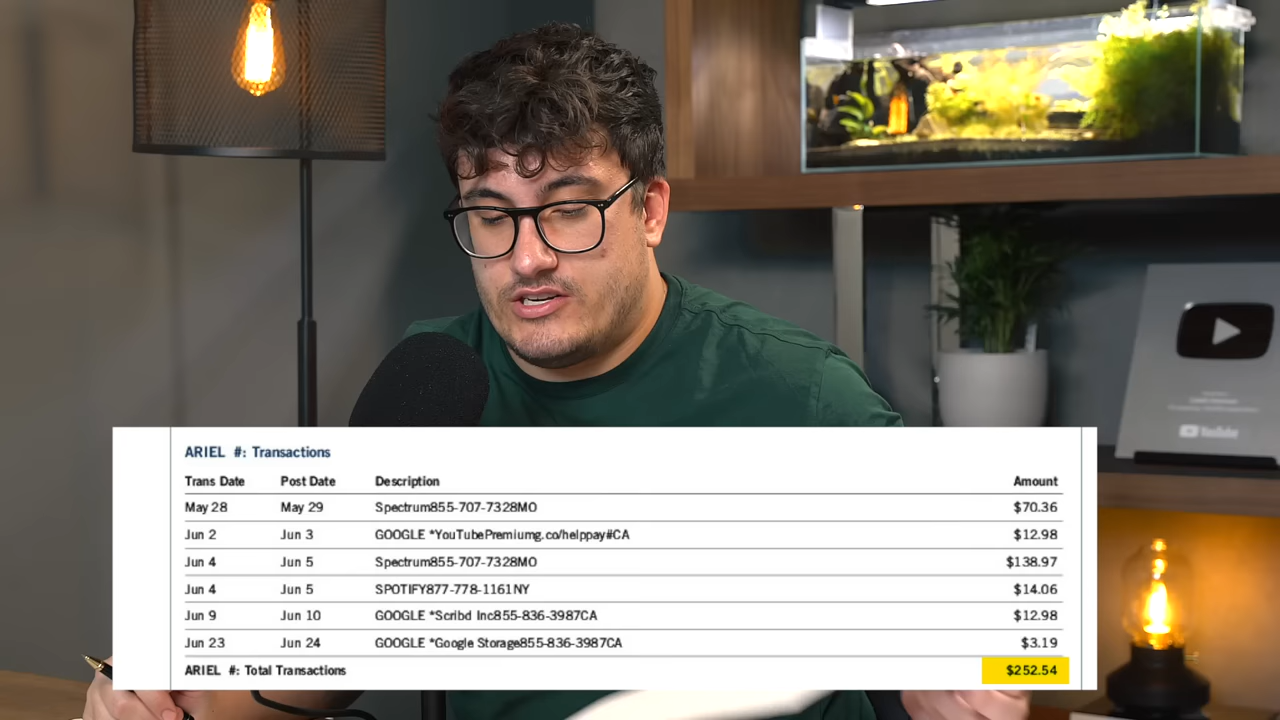 ARIEL #: Transactions
Trans Date Post Date Description Amount
May 28 May 29 Spectrum855-707-7328MO $70.36
Jun 2 Jun 3 GOOGLE *YouTubePremiumg.co/helppay#CA $12.98
Jun 4 Jun 5 Spectrum855-707-7328MO $138.97
Jun 4 Jun 5 SPOTIFY877-778-1161NY $14.06
Jun 9 Jun 10 GOOGLE *Scribd Inc855-836-3987CA $12.98
Jun 23 Jun 24 GOOGLE *Google Storage855-836-3987CA $3.19
ARIEL #: Total Transactions $252.54
YouTube